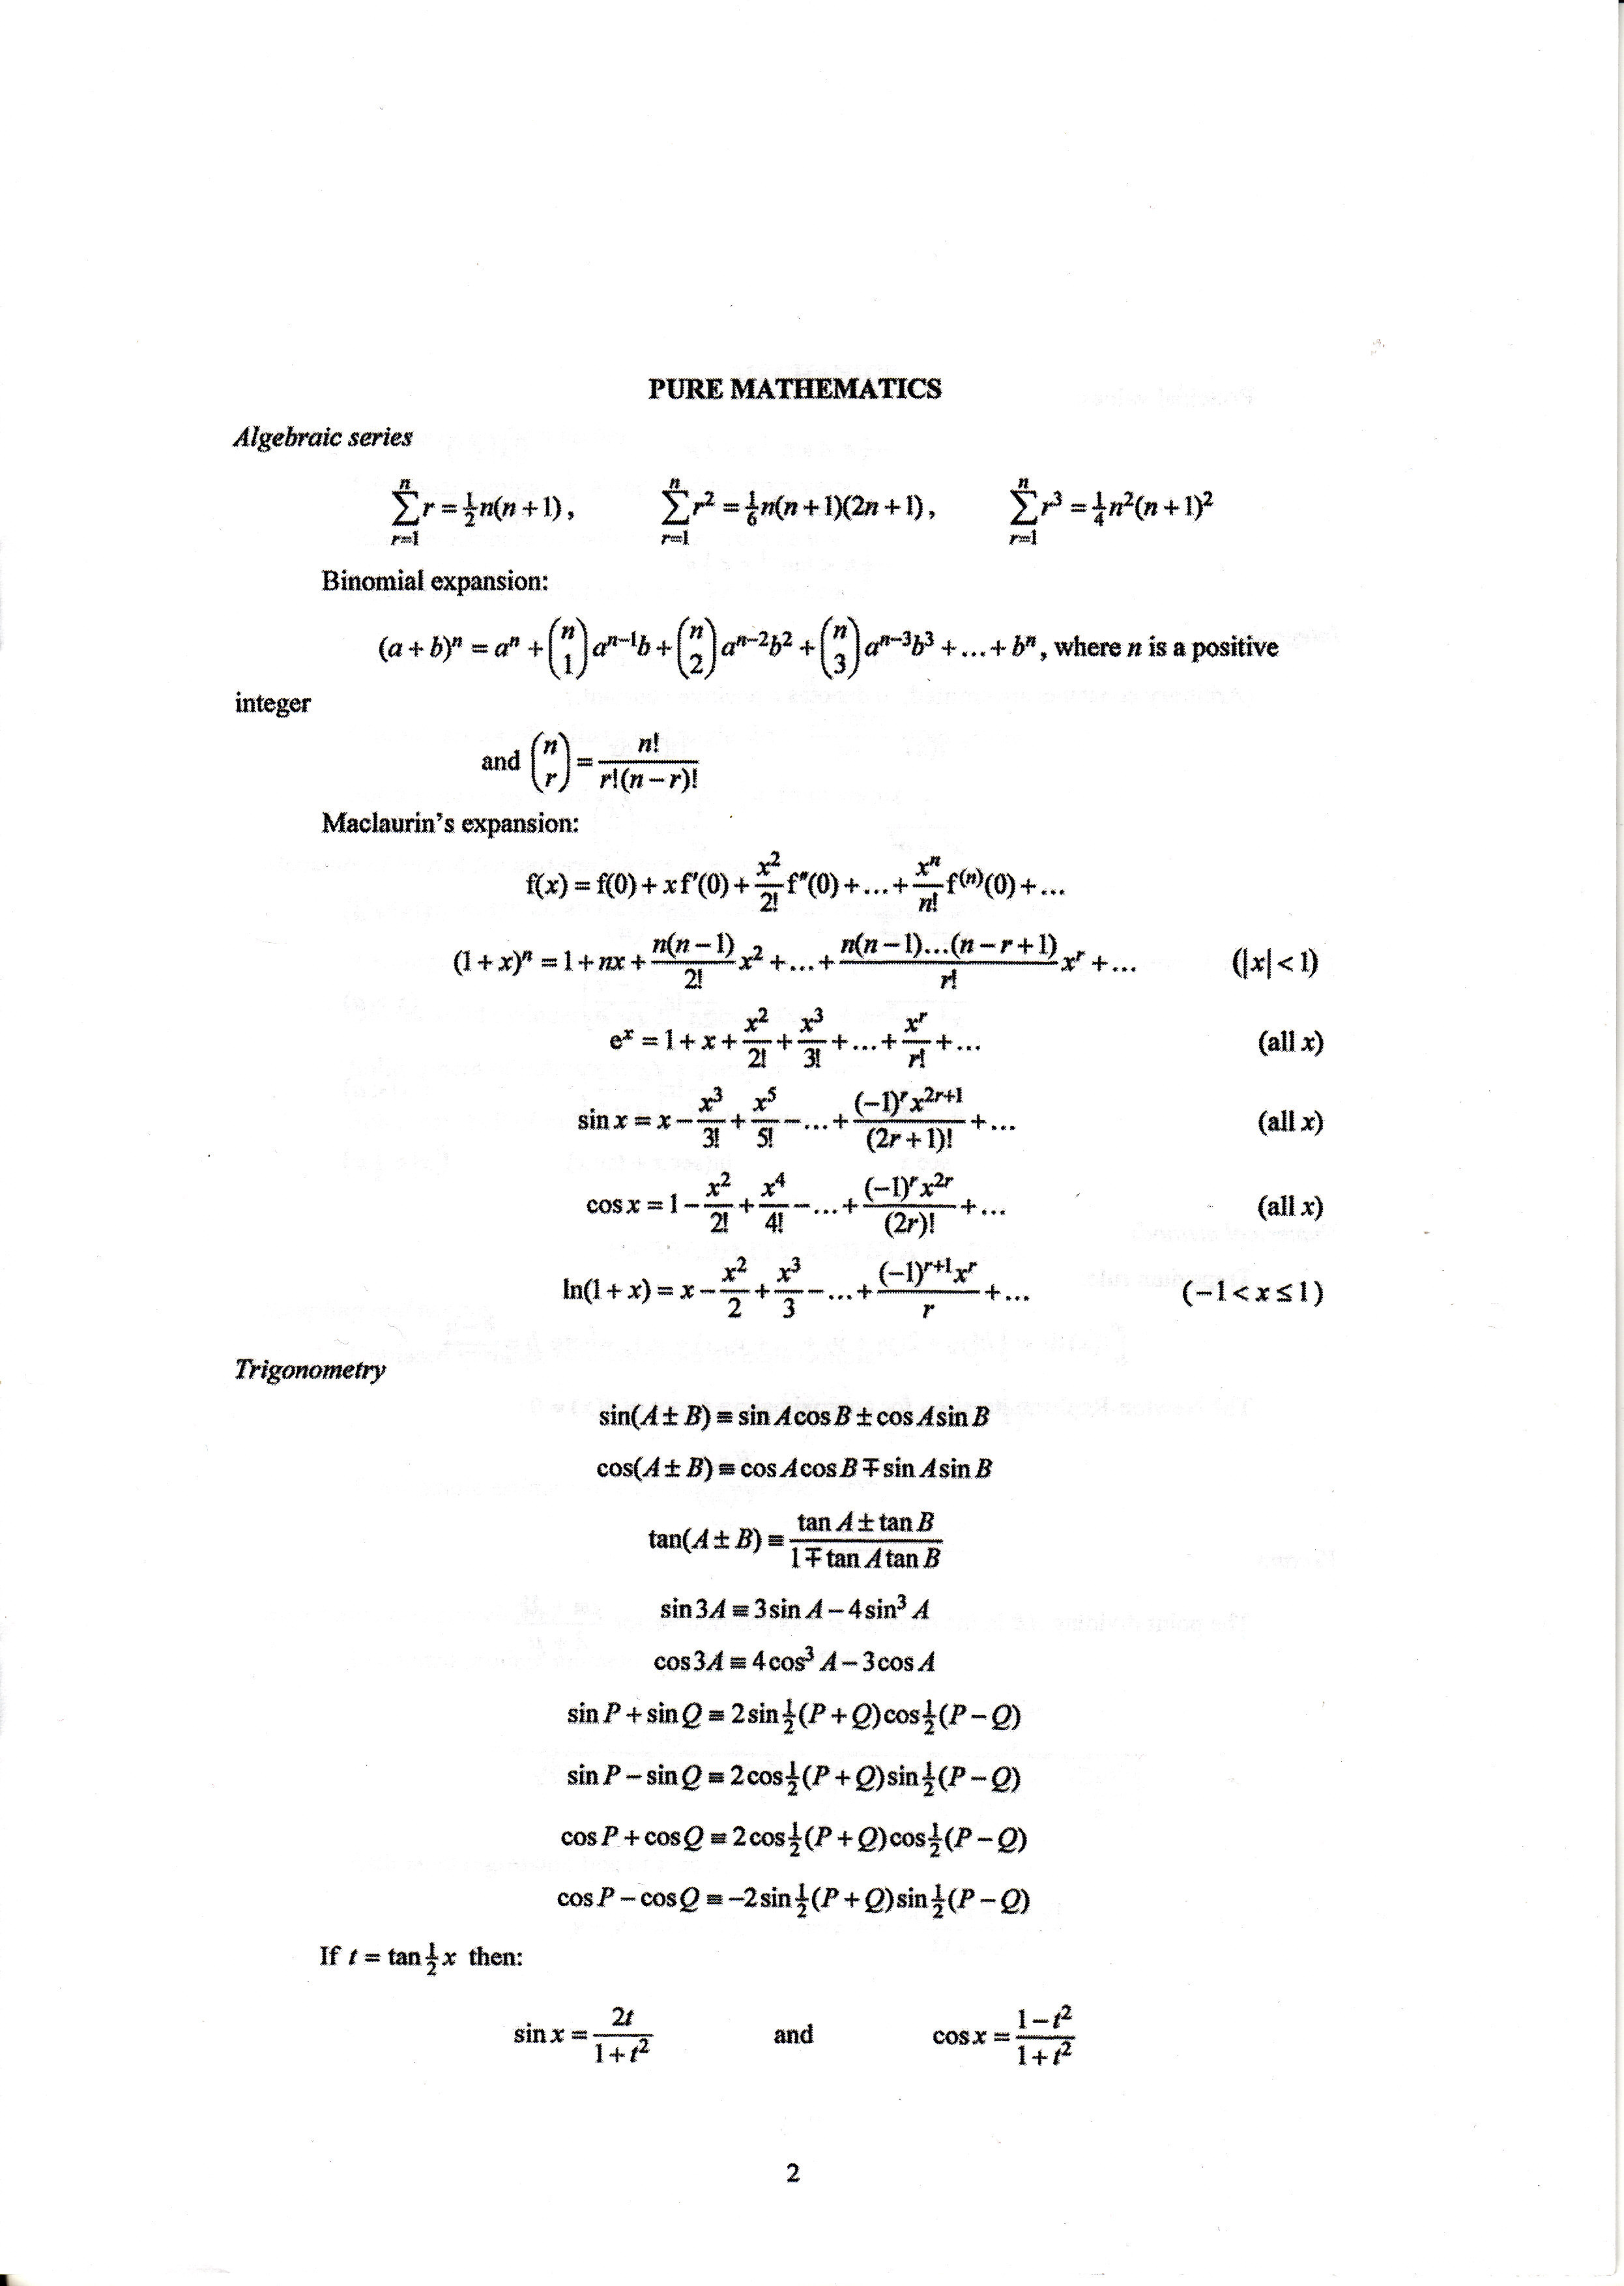 PURE MATHEMATICS
Algebraic series
$\sum_{r=1}^{n} r = \frac{1}{2}n(n+1)$, $\sum_{r=1}^{n} r^2 = \frac{1}{6}n(n+1)(2n+1)$, $\sum_{r=1}^{n} r^3 = \frac{1}{4}n^2(n+1)^2$
Binomial expansion:
$(a+b)^n = a^n + \binom{n}{1}a^{n-1}b + \binom{n}{2}a^{n-2}b^2 + \binom{n}{3}a^{n-3}b^3 + \ldots + b^n$, where $n$ is a positive
integer
and $\binom{n}{r} = \frac{n!}{r!(n-r)!}$
Maclaurin's expansion:
$f(x) = f(0) + xf'(0) + \frac{x^2}{2!}f''(0) + \ldots + \frac{x^n}{n!}f^{(n)}(0) + \ldots$
$(1+x)^n = 1 + nx + \frac{n(n-1)}{2!}x^2 + \ldots + \frac{n(n-1)\ldots(n-r+1)}{r!}x^r + \ldots$ $(|x|<1)$
$e^x = 1 + x + \frac{x^2}{2!} + \frac{x^3}{3!} + \ldots + \frac{x^r}{r!} + \ldots$ (all $x$)
$\sin x = x - \frac{x^3}{3!} + \frac{x^5}{5!} - \ldots + \frac{(-1)^r x^{2r+1}}{(2r+1)!} + \ldots$ (all $x$)
$\cos x = 1 - \frac{x^2}{2!} + \frac{x^4}{4!} - \ldots + \frac{(-1)^r x^{2r}}{(2r)!} + \ldots$ (all $x$)
$\ln(1+x) = x - \frac{x^2}{2} + \frac{x^3}{3} - \ldots + \frac{(-1)^{r+1} x^r}{r} + \ldots$ $(-1 < x \leq 1)$
Trigonometry
$\sin(A \pm B) \equiv \sin A \cos B \pm \cos A \sin B$
$\cos(A \pm B) \equiv \cos A \cos B \mp \sin A \sin B$
$\tan(A \pm B) \equiv \frac{\tan A \pm \tan B}{1 \mp \tan A \tan B}$
$\sin 3A \equiv 3\sin A - 4\sin^3 A$
$\cos 3A \equiv 4\cos^3 A - 3\cos A$
$\sin P + \sin Q \equiv 2\sin\frac{1}{2}(P+Q)\cos\frac{1}{2}(P-Q)$
$\sin P - \sin Q \equiv 2\cos\frac{1}{2}(P+Q)\sin\frac{1}{2}(P-Q)$
$\cos P + \cos Q \equiv 2\cos\frac{1}{2}(P+Q)\cos\frac{1}{2}(P-Q)$
$\cos P - \cos Q \equiv -2\sin\frac{1}{2}(P+Q)\sin\frac{1}{2}(P-Q)$
If $t = \tan\frac{1}{2}x$ then:
$\sin x = \frac{2t}{1+t^2}$ and $\cos x = \frac{1-t^2}{1+t^2}$
2